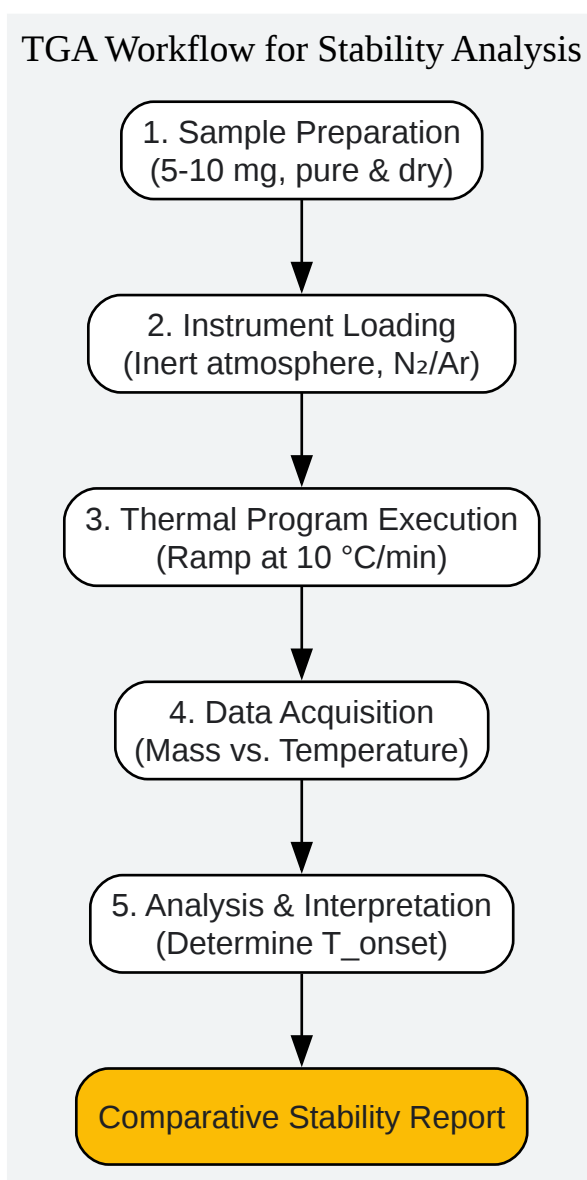 TGA Workflow for Stability Analysis
1. Sample Preparation
(5-10 mg, pure & dry)
2. Instrument Loading
(Inert atmosphere, N₂/Ar)
3. Thermal Program Execution
(Ramp at 10 °C/min)
4. Data Acquisition
(Mass vs. Temperature)
5. Analysis & Interpretation
(Determine T_onset)
Comparative Stability Report